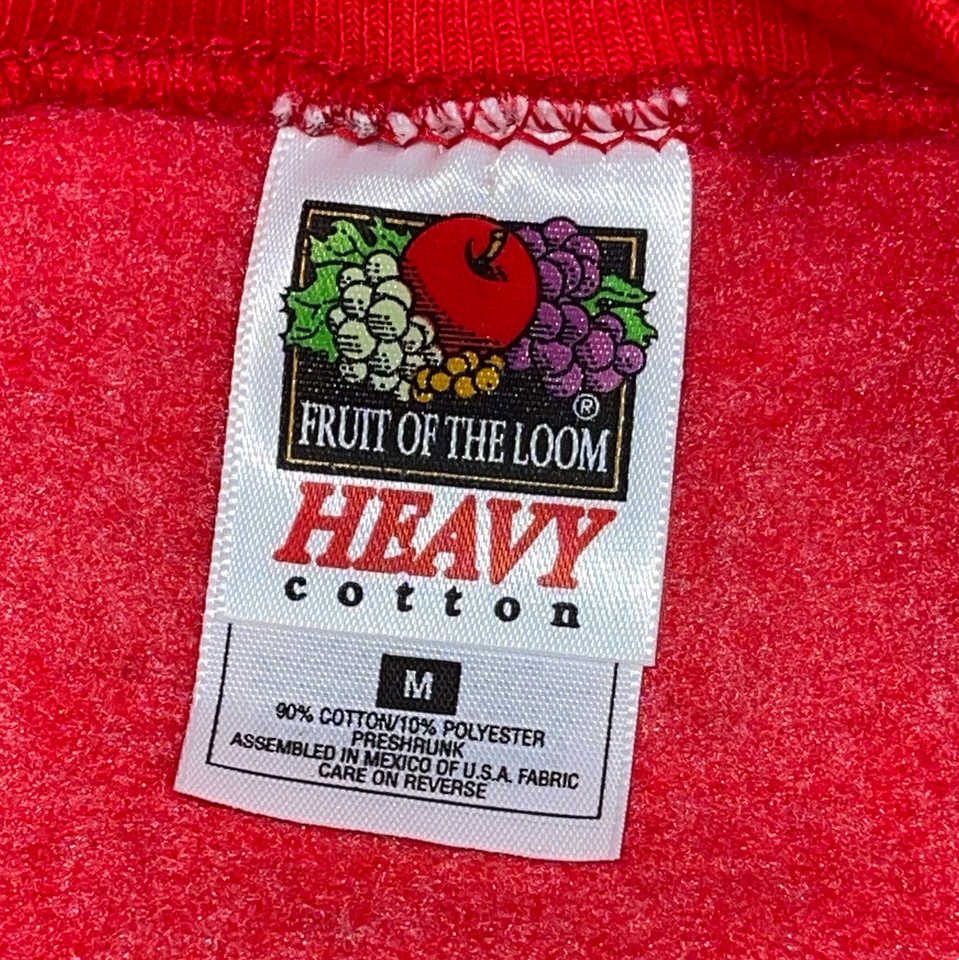 ®
FRUIT OF THE LOOM
HEAVY
cotton
M
90% COTTON/10% POLYESTER
PRESHRUNK
ASSEMBLED IN MEXICO OF U.S.A. FABRIC
CARE ON REVERSE